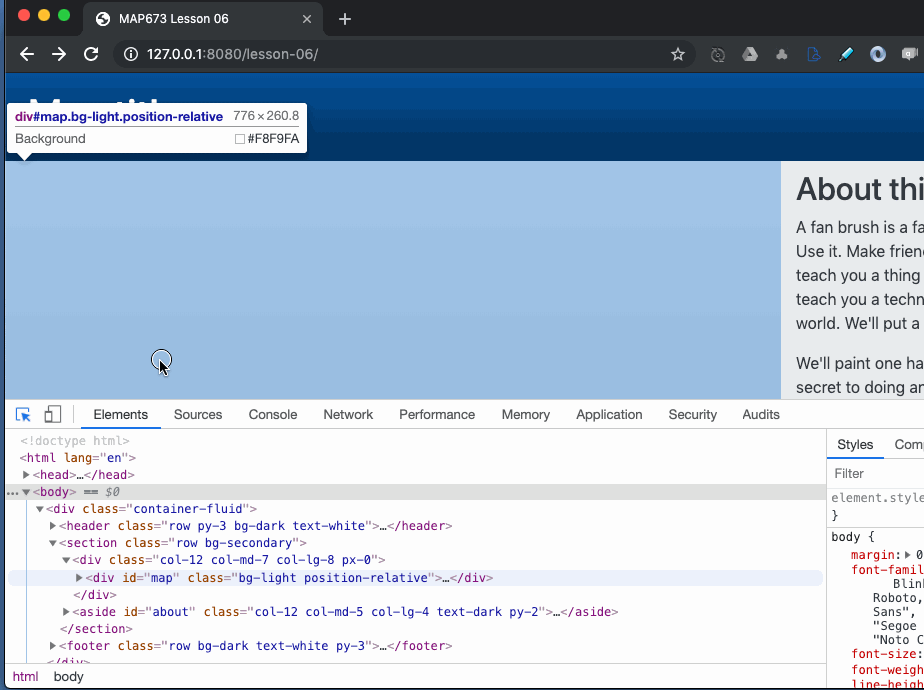 MAP673 Lesson 06
127.0.0.1:8080/lesson-06/
div#map.bg-light.position-relative 776 × 260.8
Background #F8F9FA
About thi
A fan brush is a fa
Use it. Make frien
teach you a thing
teach you a techn
world. We'll put a
We'll paint one ha
secret to doing an
Elements Sources Console Network Performance Memory Application Security Audits
<!doctype html>
<html lang="en">
<head>…</head>
<body> == $0
<div class="container-fluid">
<header class="row py-3 bg-dark text-white">…</header>
<section class="row bg-secondary">
<div class="col-12 col-md-7 col-lg-8 px-0">
<div id="map" class="bg-light position-relative">…</div>
</div>
<aside id="about" class="col-12 col-md-5 col-lg-4 text-dark py-2">…</aside>
</section>
<footer class="row bg-dark text-white py-3">…</footer>
</div>
html body
Styles Com
Filter
element.style
}
body {
margin: 0
font-famil
Blin
Roboto,
Sans",
"Segoe
"Noto C
font-size:
font-weigh
line-heigh